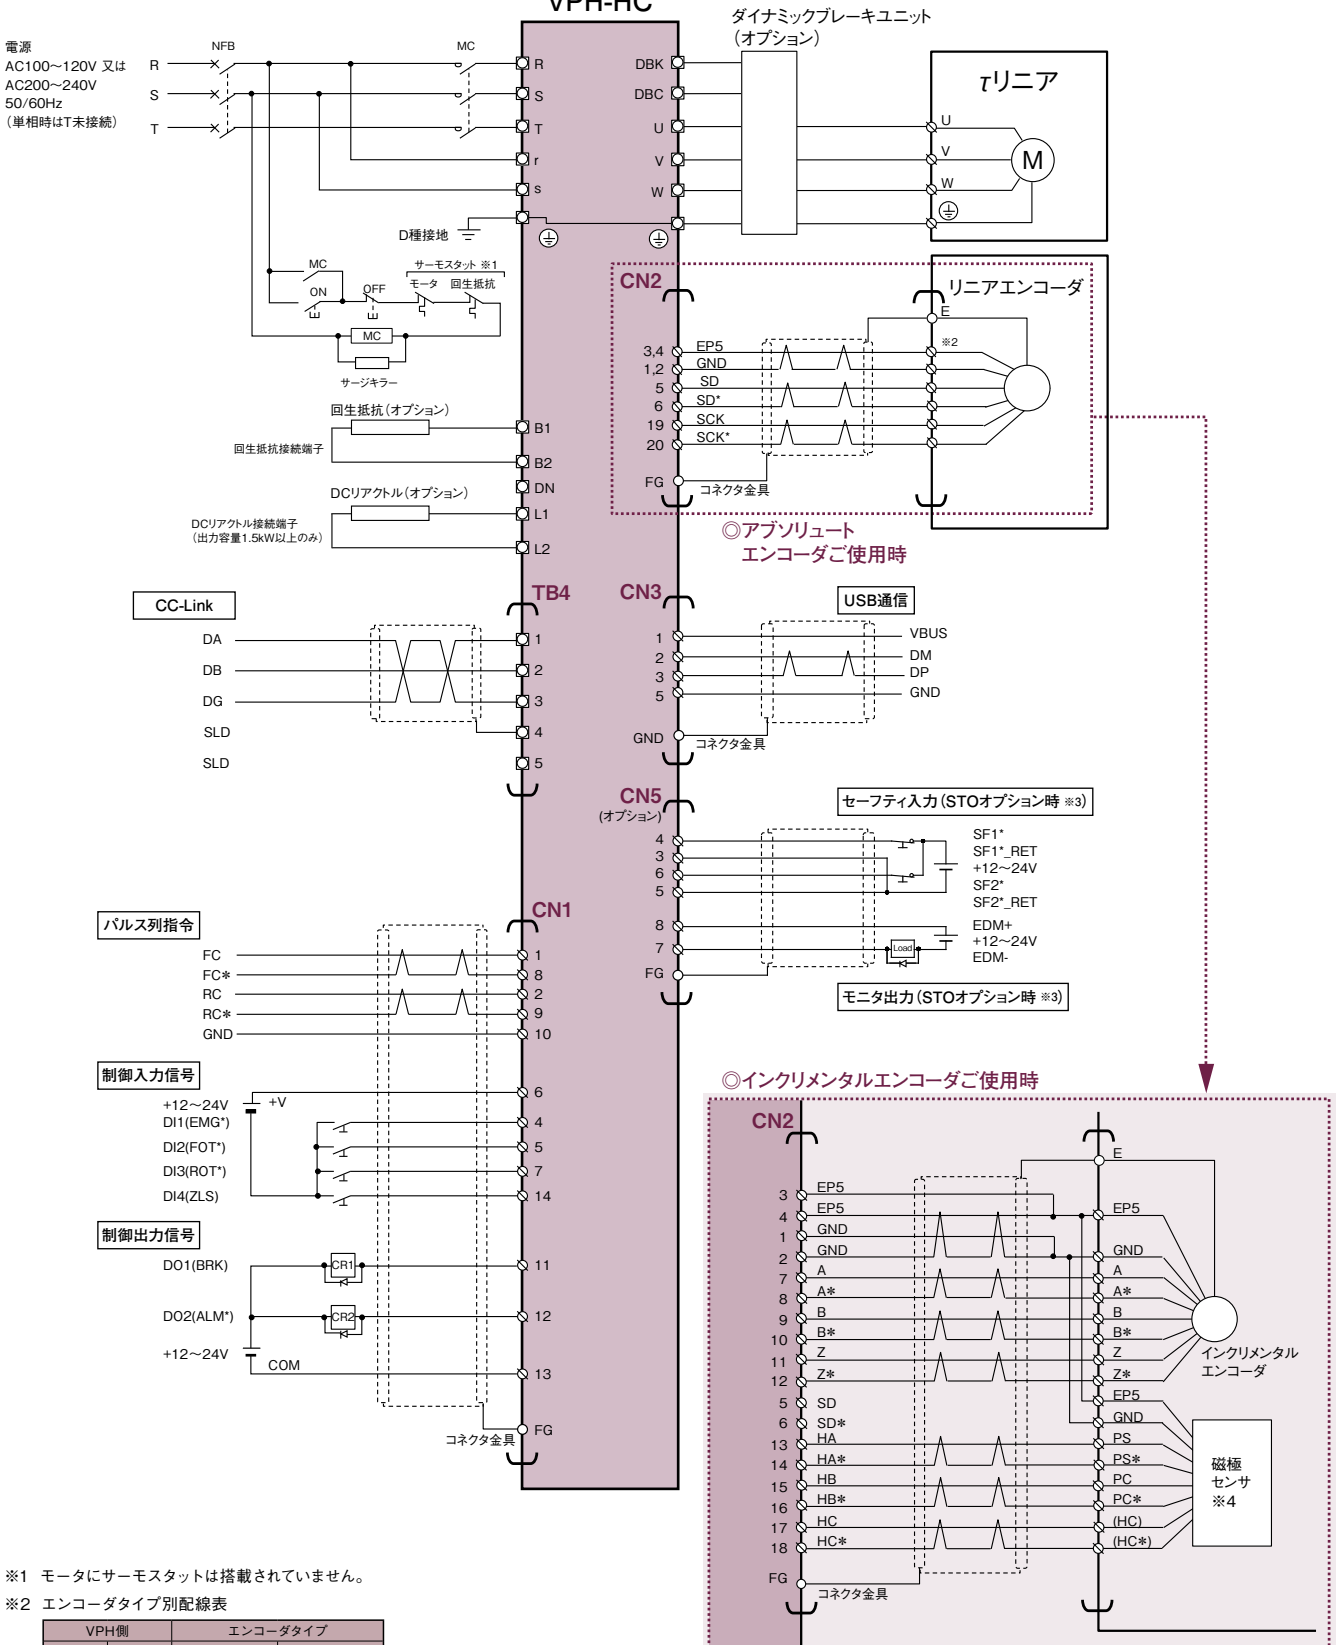 VPH-HC
ダイナミックブレーキユニット
（オプション）
電源
AC100～120V 又は
AC200～240V
50/60Hz
（単相時はT未接続）
NFB
MC
R
S
T
R
S
T
r
s
D種接地
DBK
DBC
U
V
W
τリニア
U
V
W
M
MC
ON
OFF
サーモスタット ※1
モータ
回生抵抗
MC
サージキラー
回生抵抗（オプション）
回生抵抗接続端子
B1
B2
DN
DCリアクトル（オプション）
DCリアクトル接続端子
（出力容量1.5kW以上のみ）
L1
L2
CN2
リニアエンコーダ
E
※2
3,4 EP5
1,2 GND
5 SD
6 SD*
19 SCK
20 SCK*
FG
コネクタ金具
◎アブソリュート
エンコーダご使用時
TB4
CC-Link
DA 1
DB 2
DG 3
SLD 4
SLD 5
CN3
USB通信
1 VBUS
2 DM
3 DP
5 GND
GND
コネクタ金具
CN5
（オプション）
セーフティ入力（STOオプション時 ※3）
4
3
6
5
8
7
FG
SF1*
SF1*_RET
+12～24V
SF2*
SF2*_RET
EDM+
+12～24V
EDM-
Load
モニタ出力（STOオプション時 ※3）
CN1
パルス列指令
FC 1
FC* 8
RC 2
RC* 9
GND 10
制御入力信号
+12～24V +V 6
DI1(EMG*) 4
DI2(FOT*) 5
DI3(ROT*) 7
DI4(ZLS) 14
制御出力信号
DO1(BRK) CR1 11
DO2(ALM*) CR2 12
+12～24V
COM 13
FG
コネクタ金具
◎インクリメンタルエンコーダご使用時
CN2
E
3 EP5
4 EP5 EP5
1 GND
2 GND GND
7 A A
8 A* A*
9 B B
10 B* B*
11 Z Z
12 Z* Z*
インクリメンタル
エンコーダ
5 SD EP5
6 SD* GND
13 HA PS
14 HA* PS*
15 HB PC
16 HB* PC*
17 HC (HC)
18 HC* (HC*)
磁極
センサ
※4
FG
コネクタ金具
※1 モータにサーモスタットは搭載されていません。
※2 エンコーダタイプ別配線表
VPH側 エンコーダタイプ